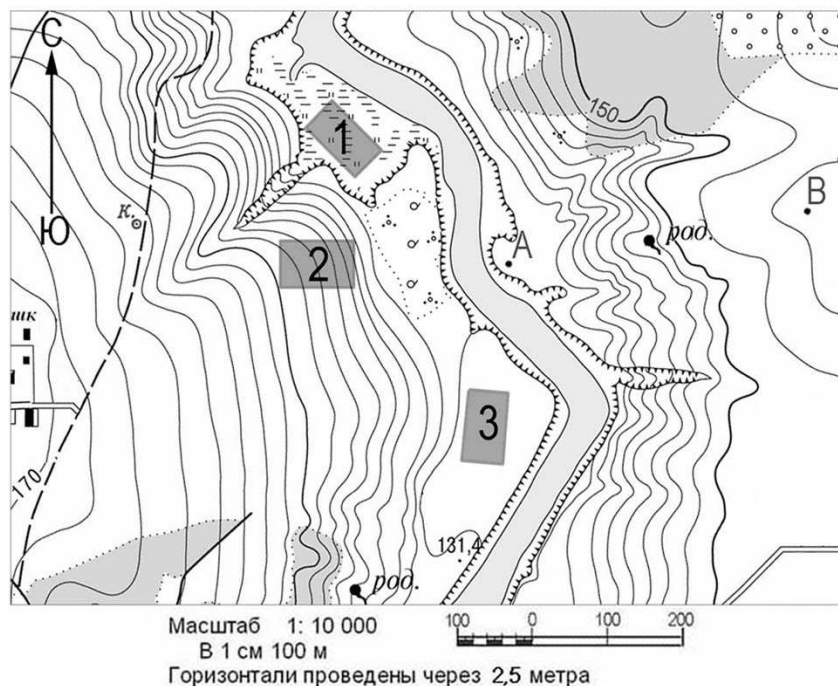 С
150
1
В
К.
Ю
род.
2
А
шк
3
170
131,4
род.
Масштаб 1: 10 000
100 0 100 200
В 1 см 100 м
Горизонтали проведены через 2,5 метра